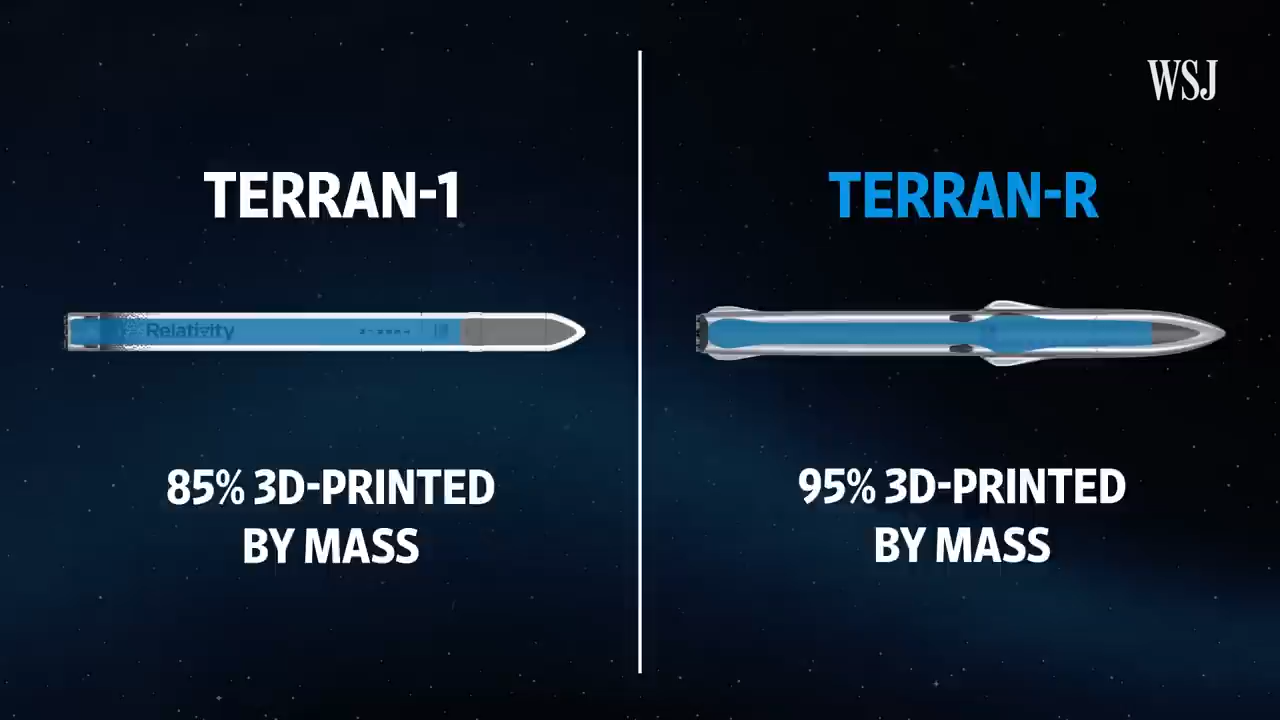 WSJ
TERRAN-1
TERRAN-R
Relativity
85% 3D-PRINTED
BY MASS
95% 3D-PRINTED
BY MASS